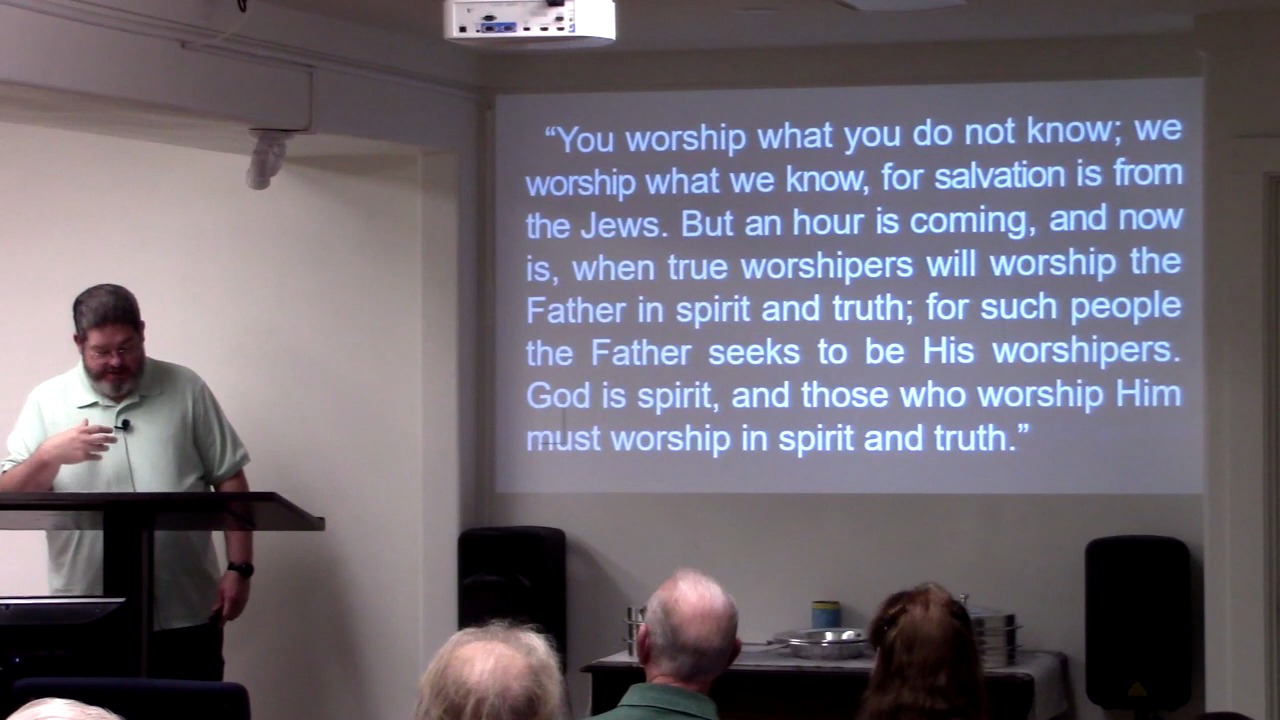 “You worship what you do not know; we
worship what we know, for salvation is from
the Jews. But an hour is coming, and now
is, when true worshipers will worship the
Father in spirit and truth; for such people
the Father seeks to be His worshipers.
God is spirit, and those who worship Him
must worship in spirit and truth.”